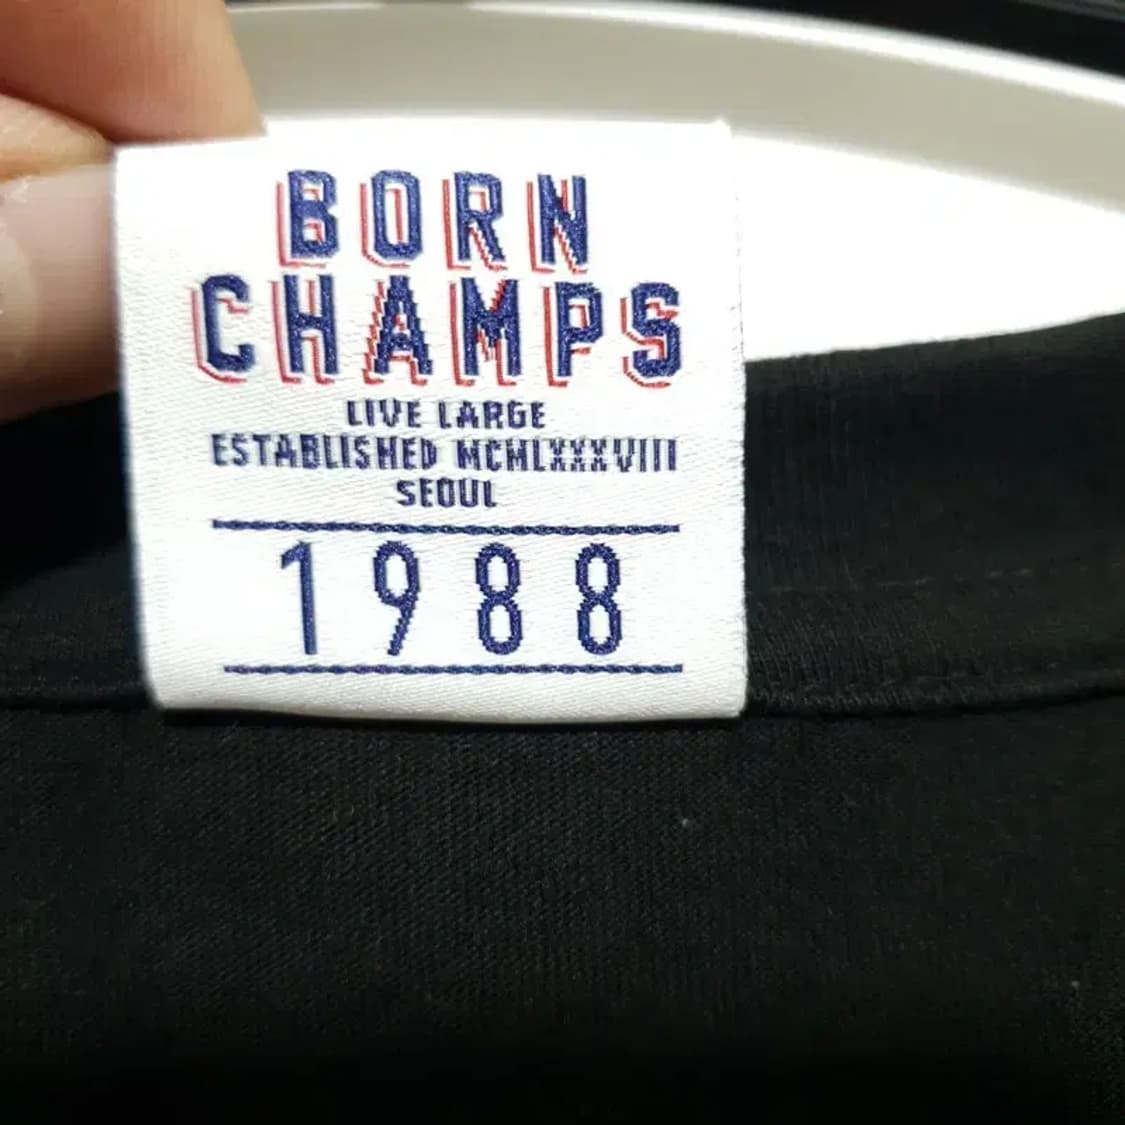 BORN
CHAMPS
LIVE LARGE
ESTABLISHED MCMLXXXVIII
SEOUL
1988